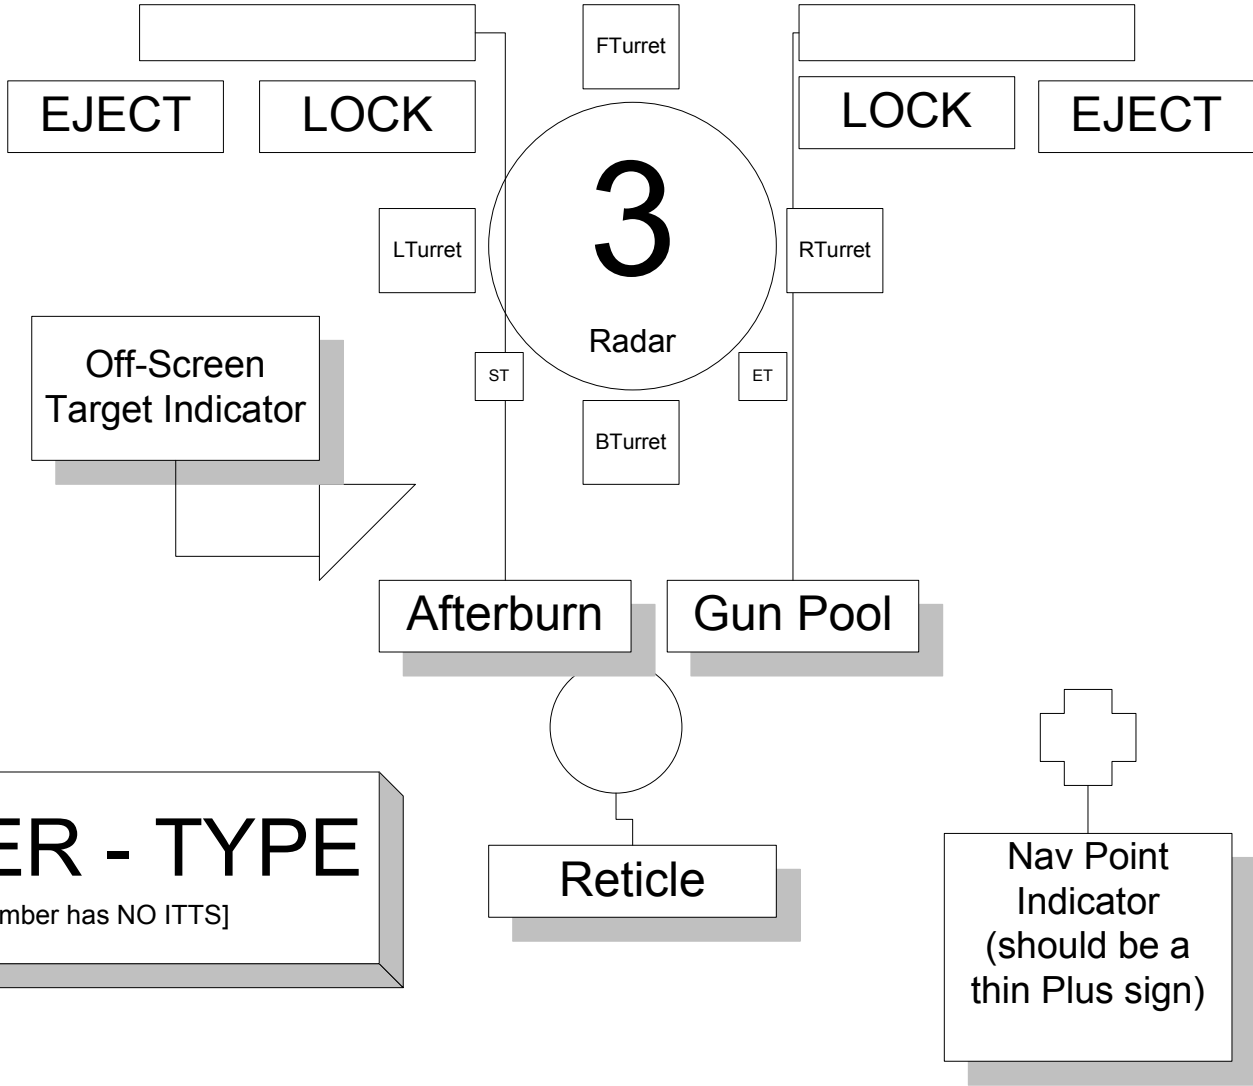 FTurret
EJECT
LOCK
LOCK
EJECT
3
LTurret
RTurret
Radar
Off-Screen
Target Indicator
ST
ET
BTurret
Afterburn
Gun Pool
ER - TYPE
mber has NO ITTS]
Reticle
Nav Point
Indicator
(should be a
thin Plus sign)